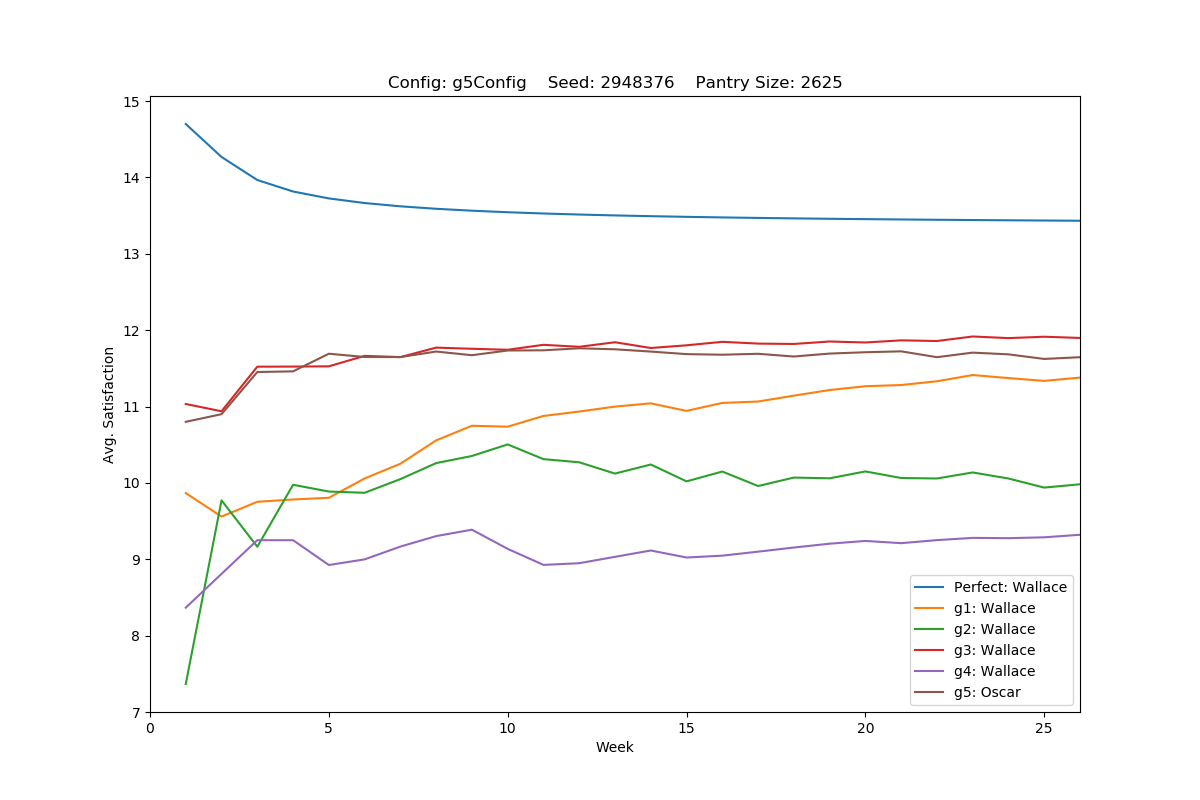 Config: g5Config    Seed: 2948376    Pantry Size: 2625
15
14
13
12
11
10
9
8
7
Avg. Satisfaction
0
5
10
15
20
25
Week
Perfect: Wallace
g1: Wallace
g2: Wallace
g3: Wallace
g4: Wallace
g5: Oscar